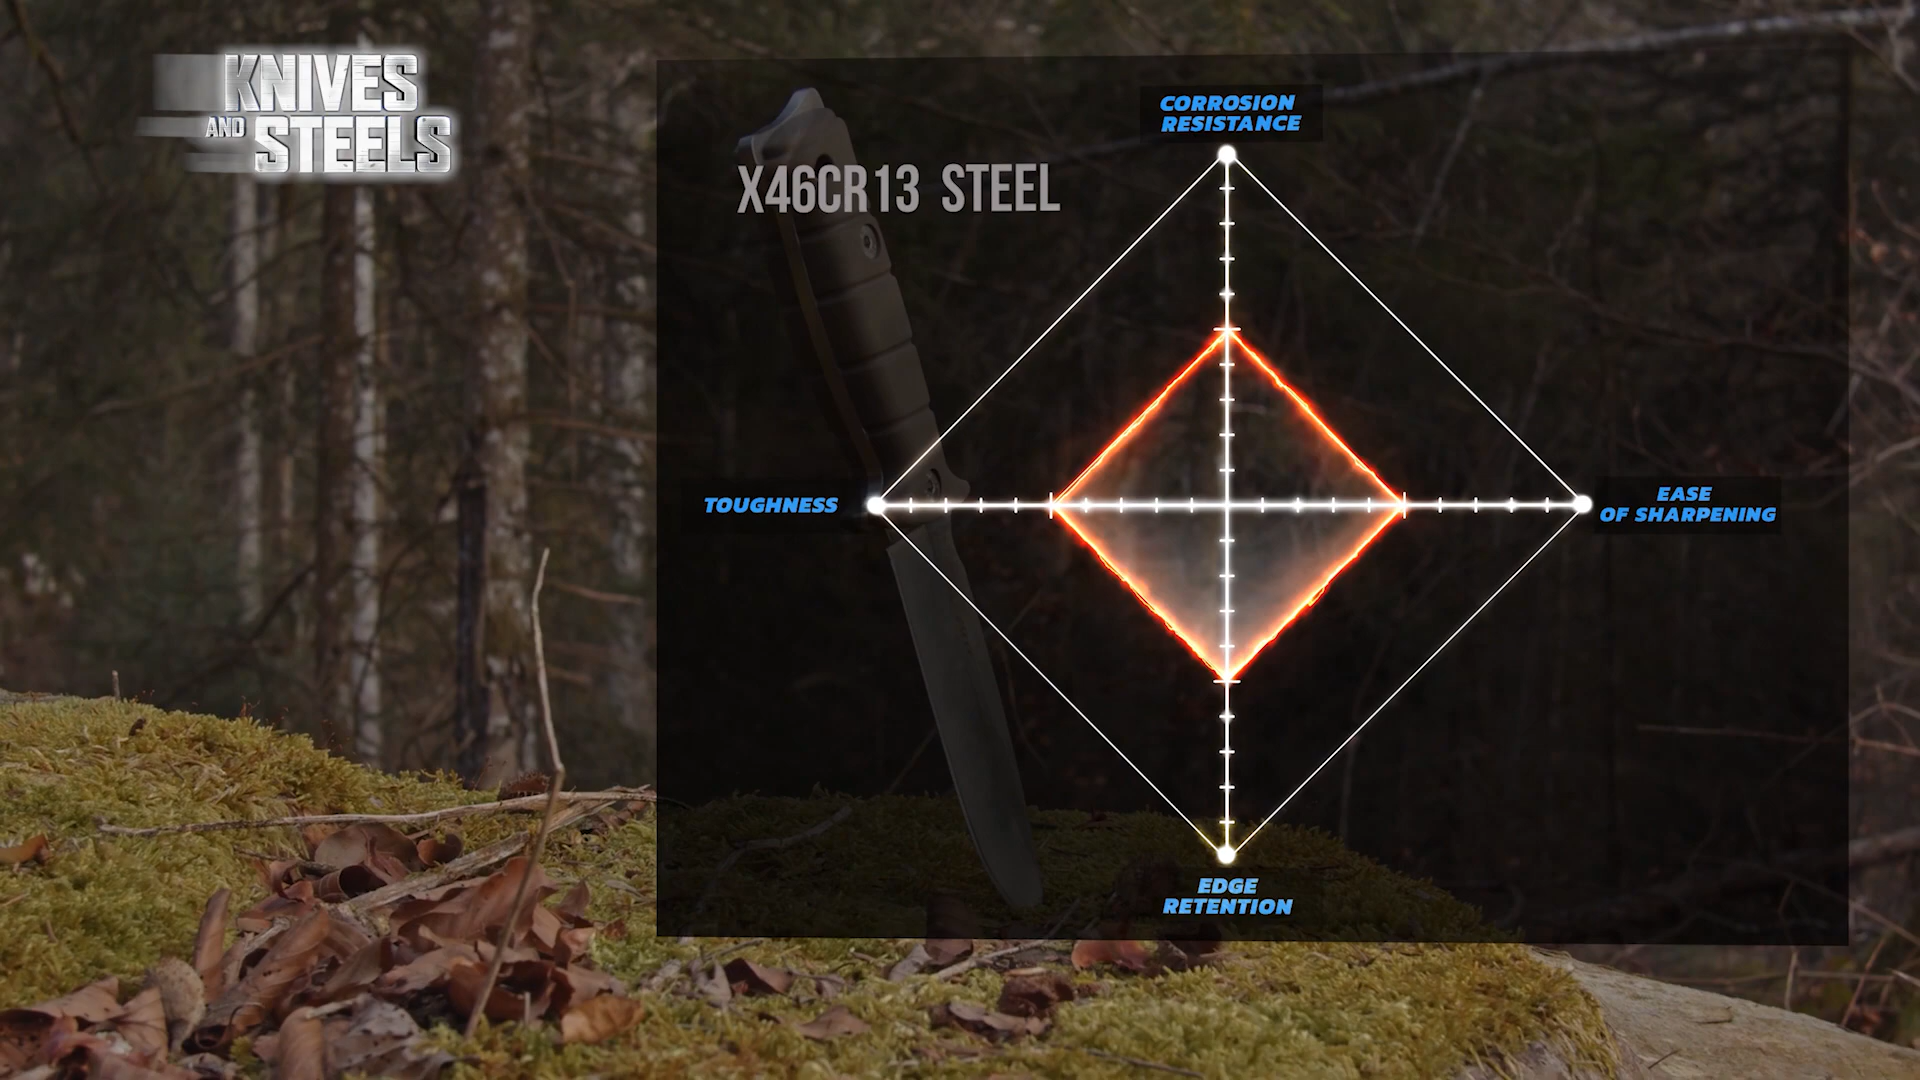 KNIVES
AND STEELS
X46CR13 STEEL
CORROSION
RESISTANCE
TOUGHNESS
EASE
OF SHARPENING
EDGE
RETENTION